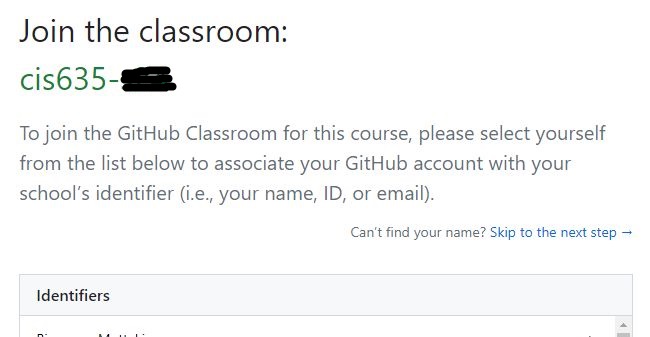 Join the classroom:
cis635-
To join the GitHub Classroom for this course, please select yourself
from the list below to associate your GitHub account with your
school's identifier (i.e., your name, ID, or email).
Can't find your name? Skip to the next step →
Identifiers